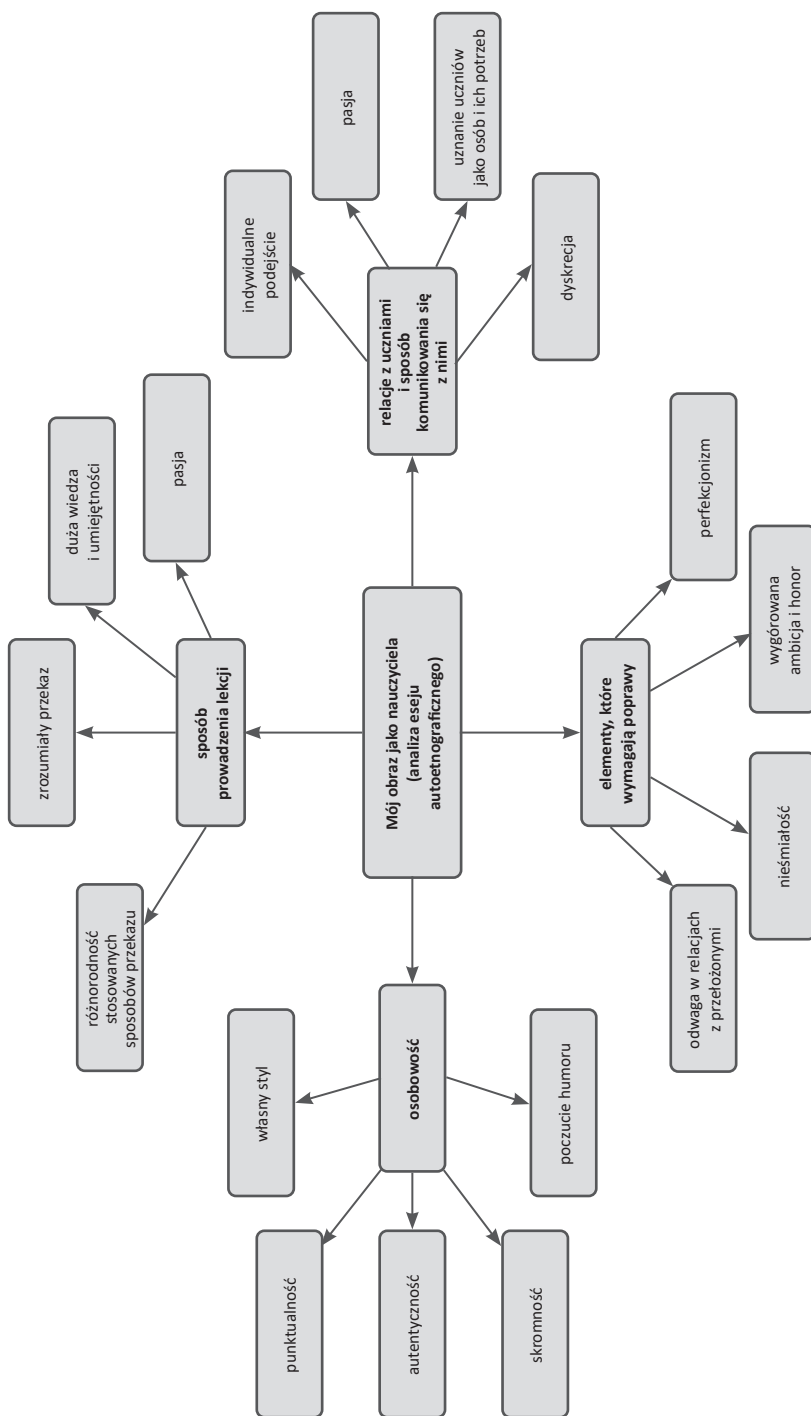 różnorodność
stosowanych
sposobów przekazu
zrozumiały przekaz
duża wiedza
i umiejętności
pasja
sposób
prowadzenia lekcji
indywidualne
podejście
pasja
uznanie uczniów
jako osób i ich potrzeb
dyskrecja
relacje z uczniami
i sposób
komunikowania się
z nimi
Mój obraz jako nauczyciela
(analiza eseju
autoetnograficznego)
osobowość
własny styl
punktualność
autentyczność
skromność
poczucie humoru
elementy, które
wymagają poprawy
odwaga w relacjach
z przełożonymi
nieśmiałość
wygórowana
ambicja i honor
perfekcjonizm